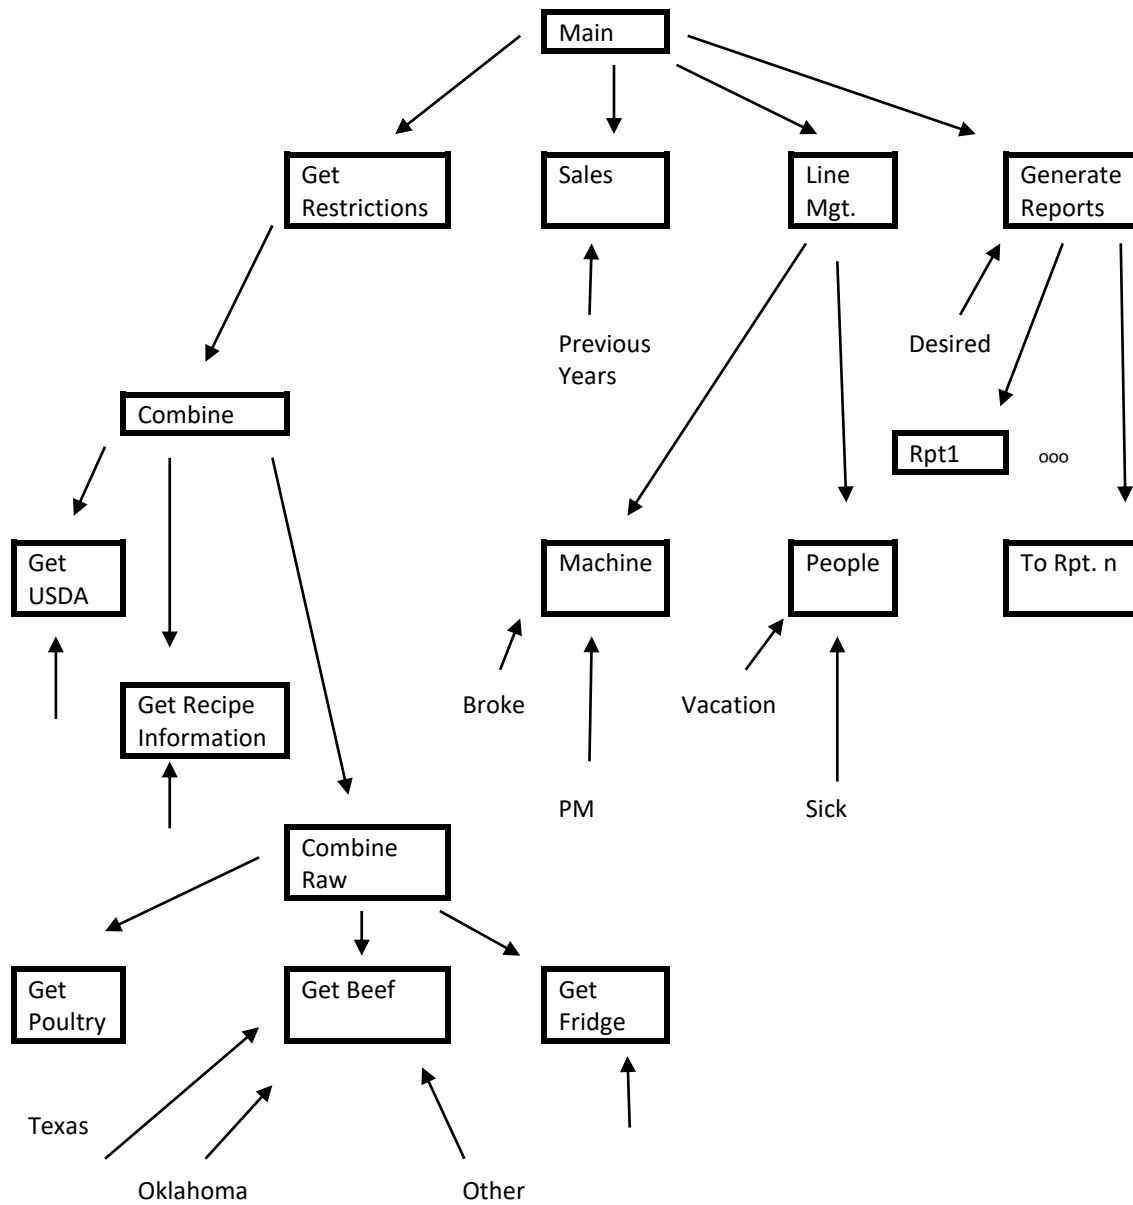 Main
Get
Restrictions
Sales
Line
Mgt.
Generate
Reports
Previous
Years
Desired
Combine
Rpt1
ooo
Get
USDA
Machine
People
To Rpt. n
Get Recipe
Information
Broke
Vacation
PM
Sick
Combine
Raw
Get
Poultry
Get Beef
Get
Fridge
Texas
Oklahoma
Other